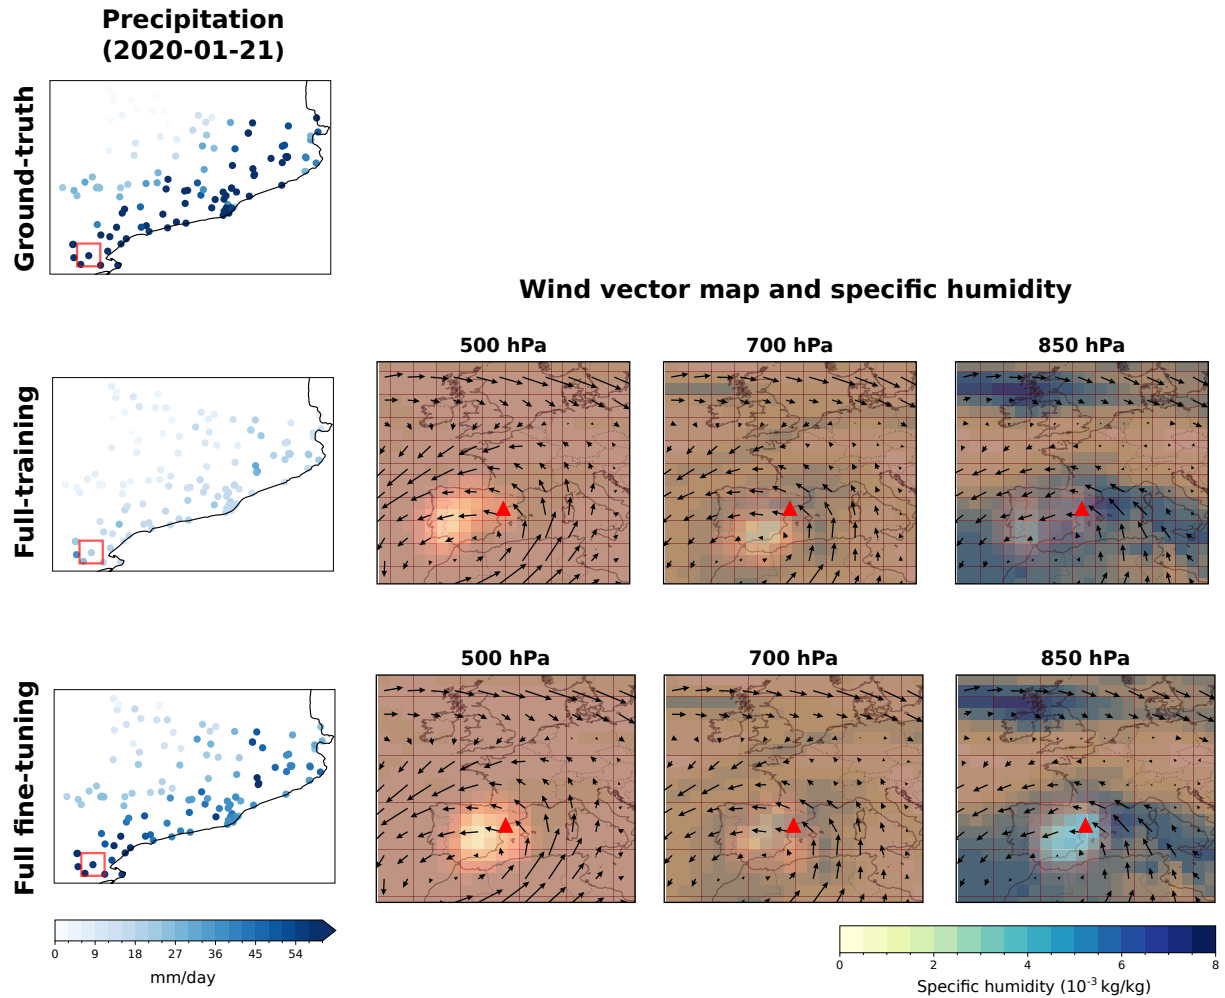 Precipitation
(2020-01-21)
Ground-truth
Wind vector map and specific humidity
Full-training
500 hPa
700 hPa
850 hPa
Full fine-tuning
500 hPa
700 hPa
850 hPa
0 9 18 27 36 45 54
mm/day
0 2 4 6 8
Specific humidity (10⁻³ kg/kg)